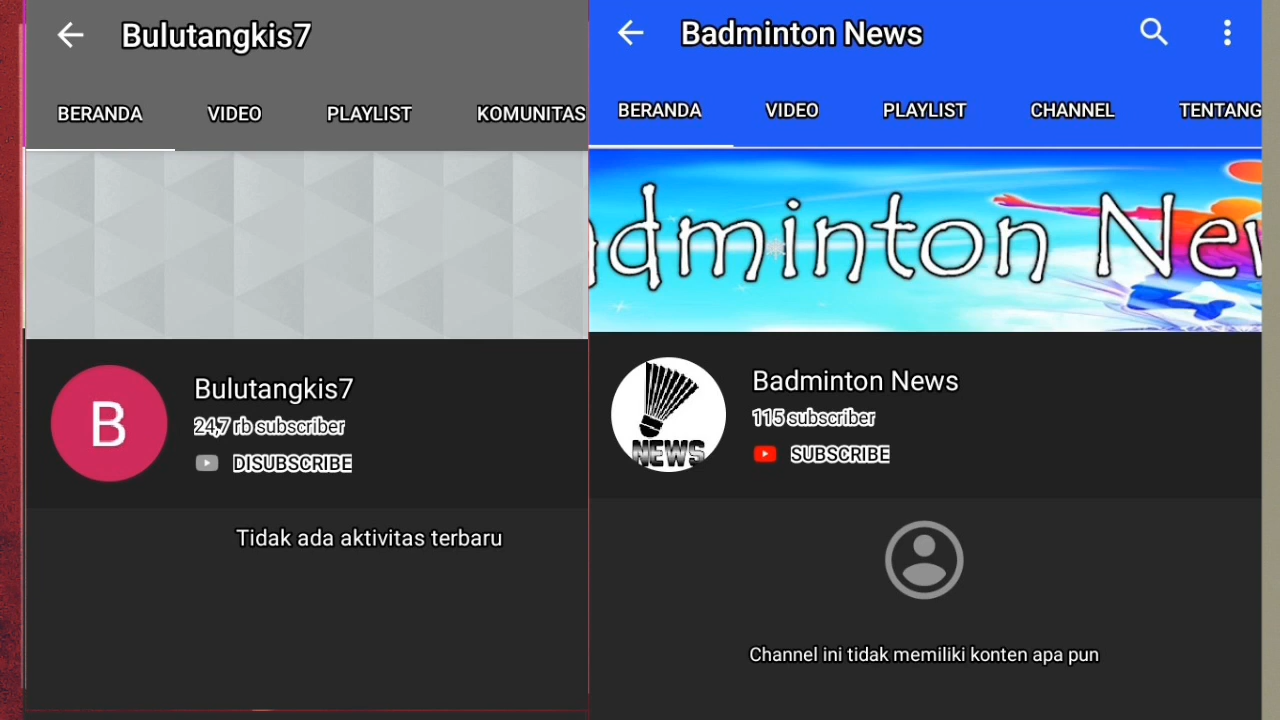 Bulutangkis7
BERANDA VIDEO PLAYLIST KOMUNITAS
B
Bulutangkis7
24,7 rb subscriber
DISUBSCRIBE
Tidak ada aktivitas terbaru
Badminton News
BERANDA VIDEO PLAYLIST CHANNEL TENTANG
adminton New
NEWS
Badminton News
115 subscriber
SUBSCRIBE
Channel ini tidak memiliki konten apa pun